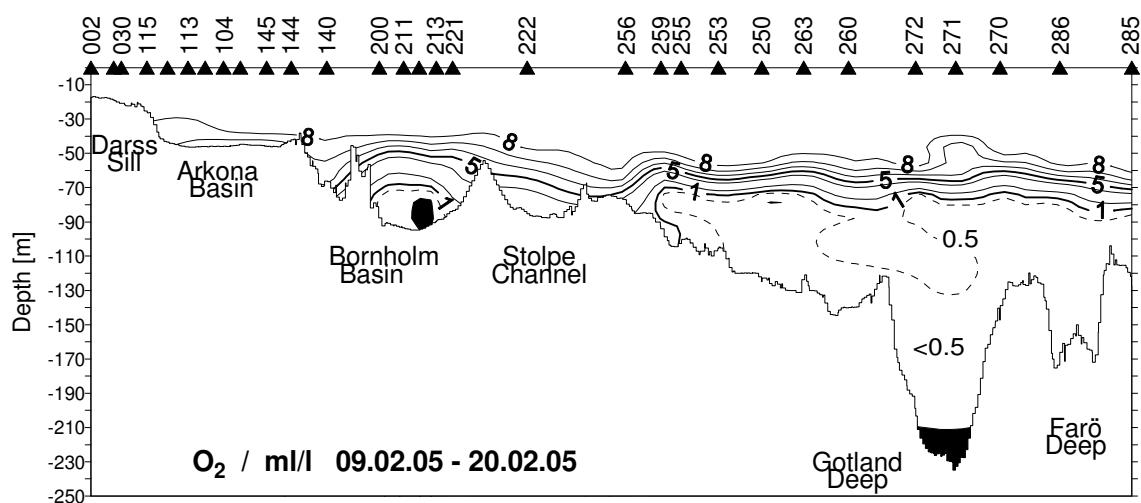 002 030 115 113 104 145 144 140 200 211 213 221 222 256 259 255 253 250 263 260 272 271 270 286 285
-10
-30
-50
-70
-90
-110
-130
-150
-170
-190
-210
-230
-250
Depth [m]
Darss
Sill
Arkona
Basin
Bornholm
Basin
Stolpe
Channel
Gotland
Deep
Farö
Deep
8
8
8
8
8
5
5
5
5
1
1
1
1
0.5
<0.5
O₂ / ml/l 09.02.05 - 20.02.05